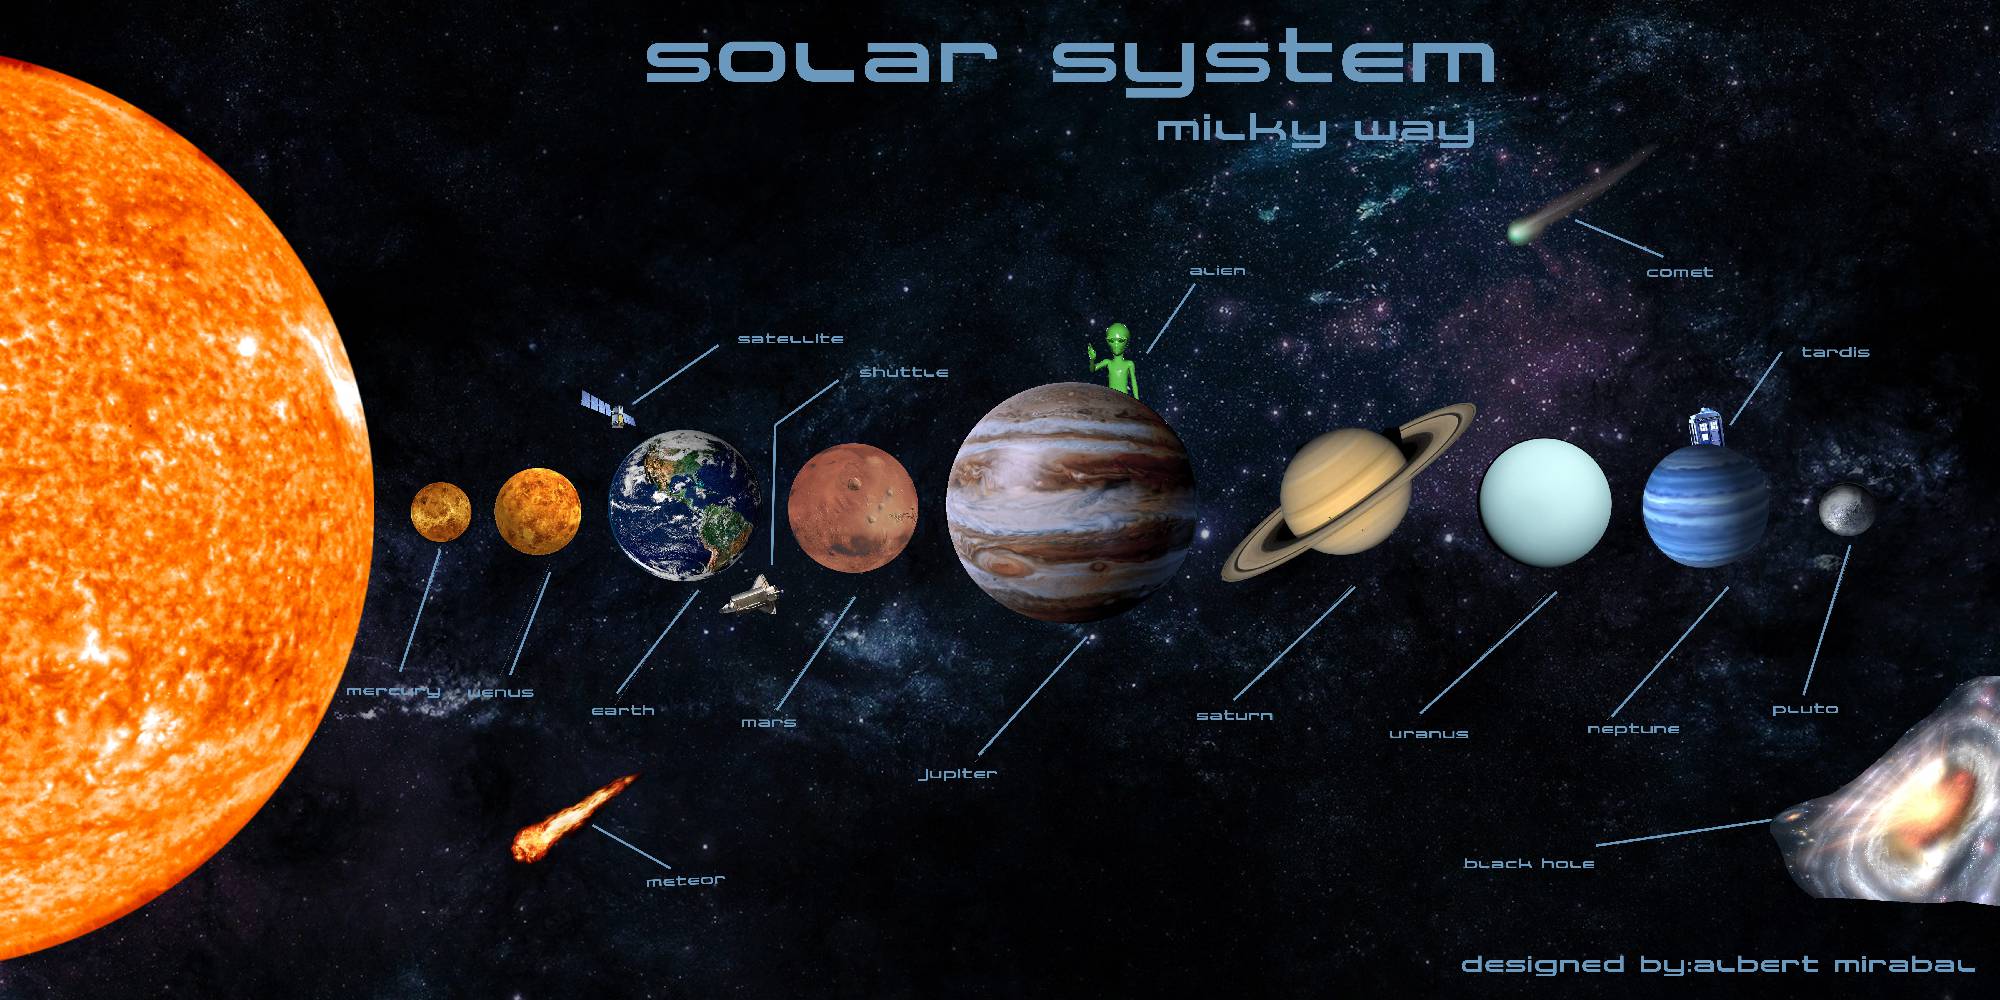 solar system
milky way
alien
comet
satellite
tardis
shuttle
mercury
venus
earth
mars
jupiter
saturn
uranus
neptune
pluto
black hole
meteor
designed by:albert mirabal